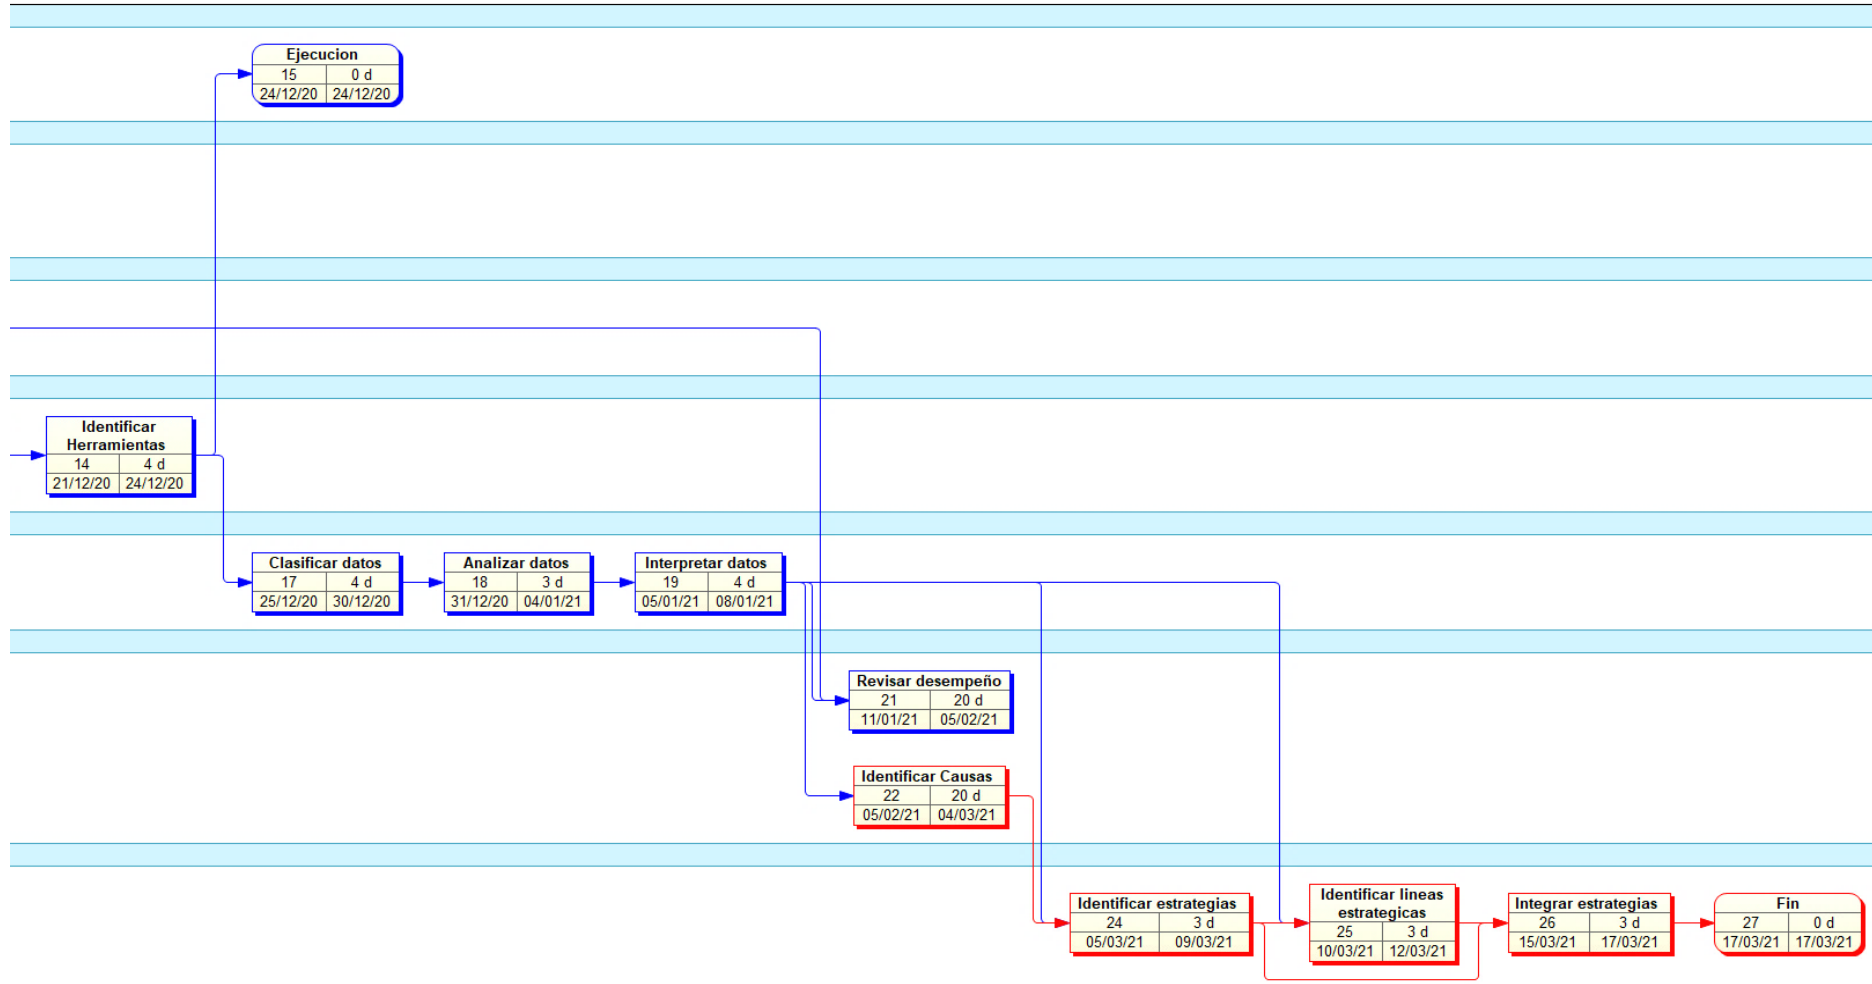 Ejecucion
15 0 d
24/12/20 24/12/20
Identificar
Herramientas
14 4 d
21/12/20 24/12/20
Clasificar datos
17 4 d
25/12/20 30/12/20
Analizar datos
18 3 d
31/12/20 04/01/21
Interpretar datos
19 4 d
05/01/21 08/01/21
Revisar desempeño
21 20 d
11/01/21 05/02/21
Identificar Causas
22 20 d
05/02/21 04/03/21
Identificar estrategias
24 3 d
05/03/21 09/03/21
Identificar lineas
estrategicas
25 3 d
10/03/21 12/03/21
Integrar estrategias
26 3 d
15/03/21 17/03/21
Fin
27 0 d
17/03/21 17/03/21